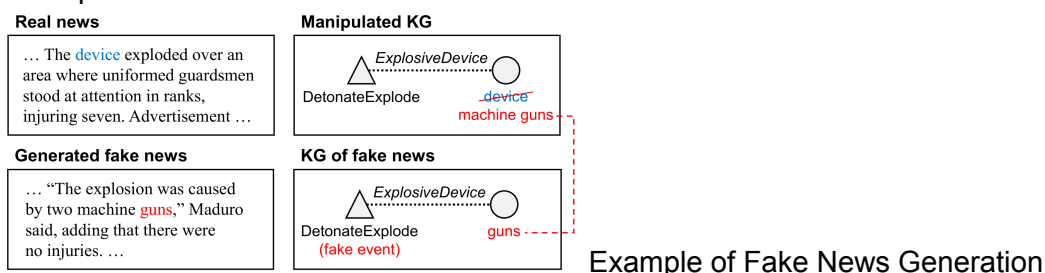 Real news
… The device exploded over an
area where uniformed guardsmen
stood at attention in ranks,
injuring seven. Advertisement …
Manipulated KG
ExplosiveDevice
DetonateExplode
device
machine guns
Generated fake news
… “The explosion was caused
by two machine guns,” Maduro
said, adding that there were
no injuries. …
KG of fake news
ExplosiveDevice
DetonateExplode
(fake event)
guns
Example of Fake News Generation